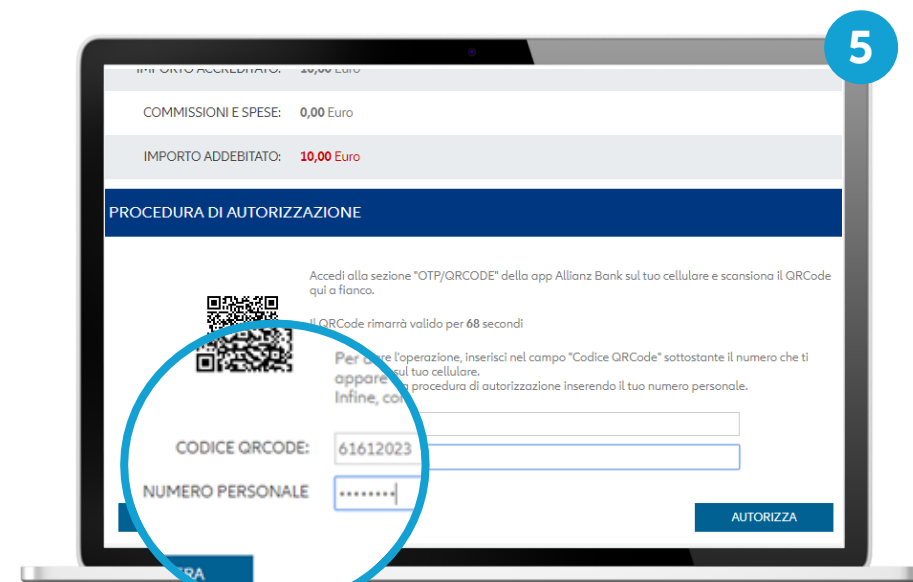 5
IMPORTO ACCREDITATO: 10,00 Euro
COMMISSIONI E SPESE: 0,00 Euro
IMPORTO ADDEBITATO: 10,00 Euro
PROCEDURA DI AUTORIZZAZIONE
Accedi alla sezione "OTP/QRCODE" della app Allianz Bank sul tuo cellulare e scansiona il QRCode
qui a fianco.
Il QRCode rimarrà valido per 68 secondi
Per l'operazione, inserisci nel campo "Codice QRCode" sottostante il numero che ti
appare sul tuo cellulare.
Infine, procedura di autorizzazione inserendo il tuo numero personale.
CODICE QRCODE: 61612023
NUMERO PERSONALE ••••••••
AUTORIZZA